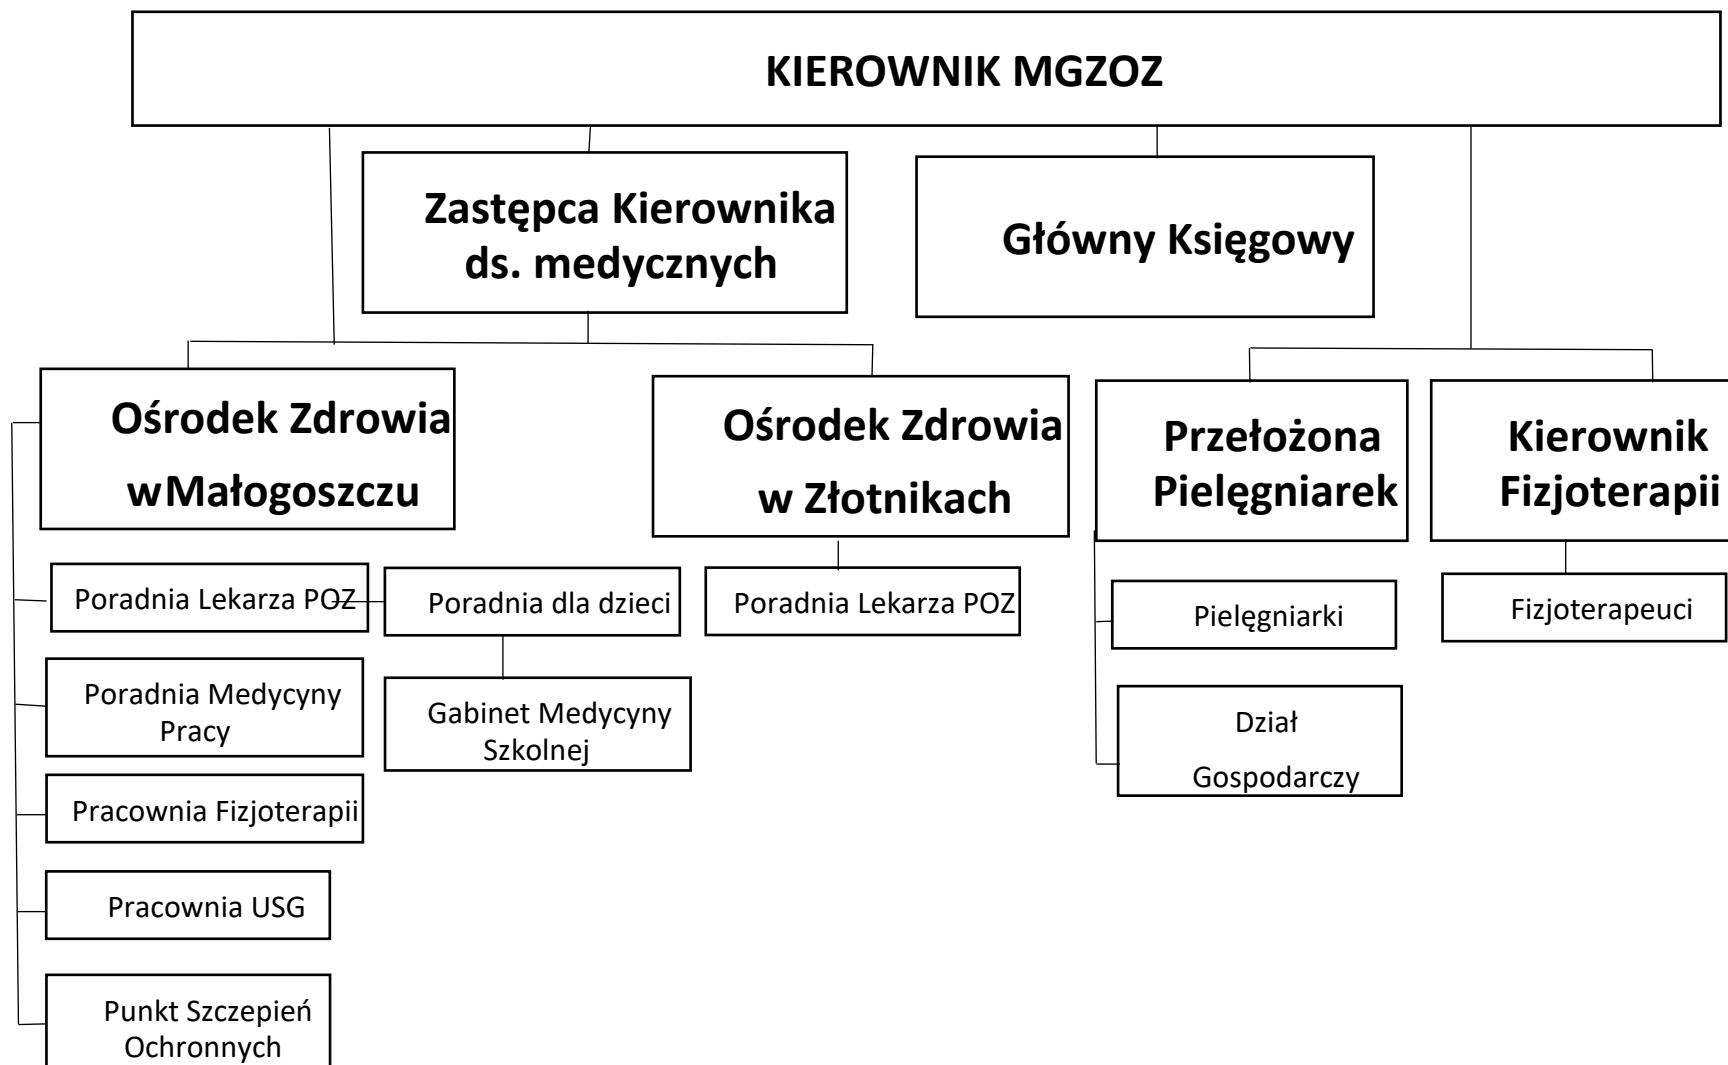 KIEROWNIK MGZOZ
Zastępca Kierownika
ds. medycznych
Główny Księgowy
Ośrodek Zdrowia
wMałogoszczu
Ośrodek Zdrowia
w Złotnikach
Przełożona
Pielęgniarek
Kierownik
Fizjoterapii
Poradnia Lekarza POZ
Poradnia dla dzieci
Poradnia Lekarza POZ
Pielęgniarki
Fizjoterapeuci
Poradnia Medycyny
Pracy
Gabinet Medycyny
Szkolnej
Dział
Gospodarczy
Pracownia Fizjoterapii
Pracownia USG
Punkt Szczepień
Ochronnych